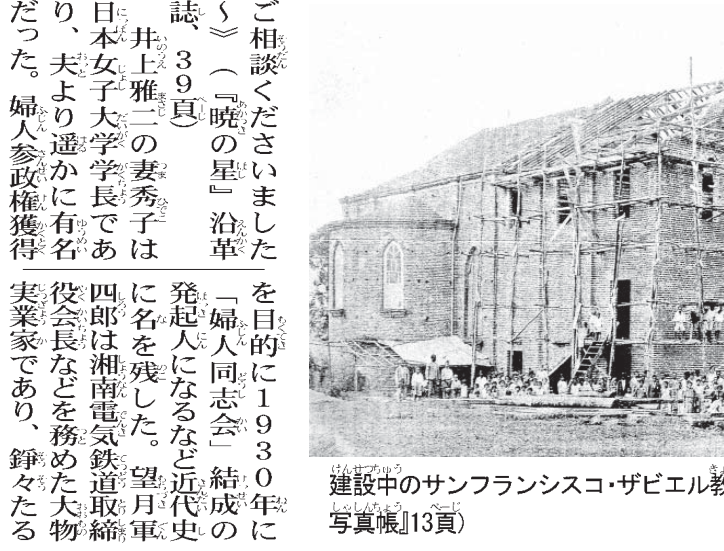 ご相談くださいました
～》(『暁の星』沿革
誌、39頁)
井上雅二の妻秀子は
日本女子大学学長であ
り、夫より遥かに有名
だった。婦人参政権獲得
を目的に1930年に
「婦人同志会」結成の
発起人になるなど近代史
に名を残した。望月軍
四郎は湘南電気鉄道取締
役会長などを務めた大物
実業家であり、錚々たる
建設中のサンフランシスコ・ザビエル教
写真帳』13頁)